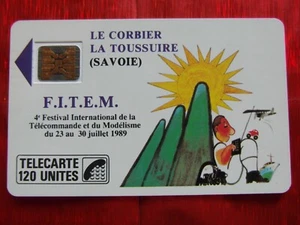 LE CORBIER
LA TOUSSUIRE
(SAVOIE)
F.I.T.E.M.
4e Festival International de la
Télécommande et du Modélisme
du 23 au 30 juillet 1989
TELECARTE
120 UNITES